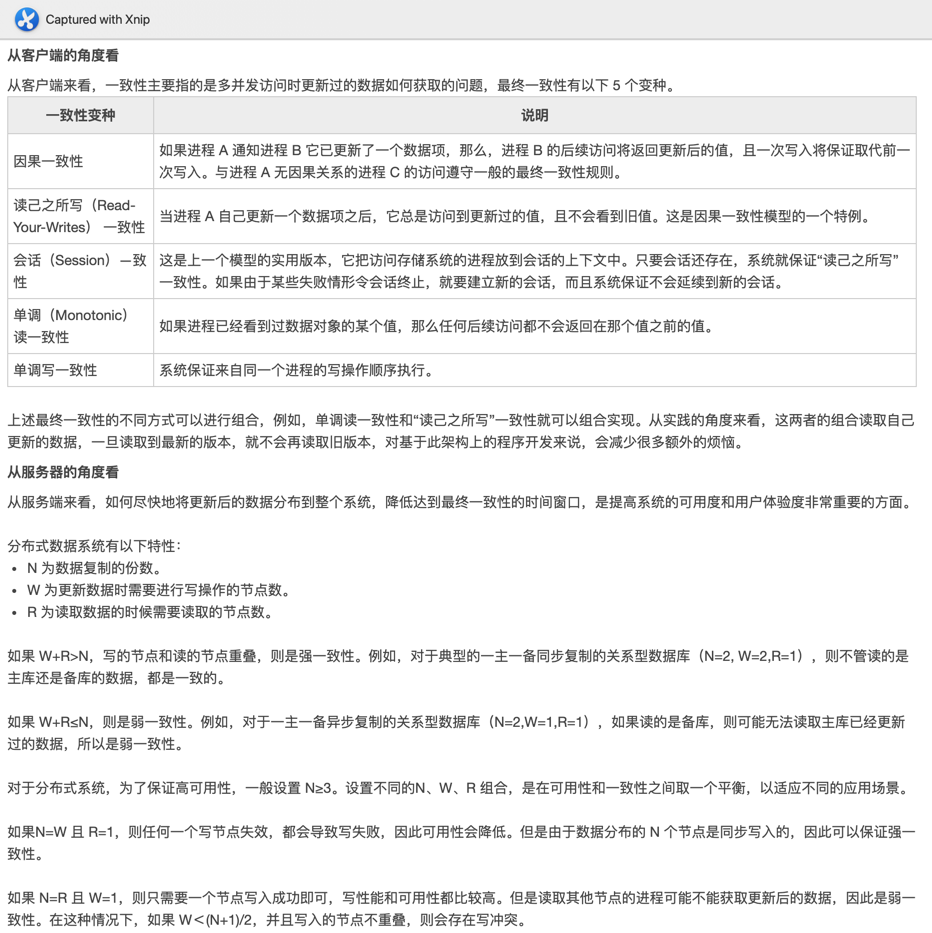 Captured with Xnip
从客户端的角度看
从客户端来看，一致性主要指的是多并发访问时更新过的数据如何获取的问题，最终一致性有以下 5 个变种。
一致性变种
说明
因果一致性
如果进程 A 通知进程 B 它已更新了一个数据项，那么，进程 B 的后续访问将返回更新后的值，且一次写入将保证取代前一
次写入。与进程 A 无因果关系的进程 C 的访问遵守一般的最终一致性规则。
读己之所写（Read-
Your-Writes） 一致性
当进程 A 自己更新一个数据项之后，它总是访问到更新过的值，且不会看到旧值。这是因果一致性模型的一个特例。
会话（Session）一致
性
这是上一个模型的实用版本，它把访问存储系统的进程放到会话的上下文中。只要会话还存在，系统就保证“读己之所写”
一致性。如果由于某些失败情形令会话终止，就要建立新的会话，而且系统保证不会延续到新的会话。
单调（Monotonic）
读一致性
如果进程已经看到过数据对象的某个值，那么任何后续访问都不会返回在那个值之前的值。
单调写一致性
系统保证来自同一个进程的写操作顺序执行。
上述最终一致性的不同方式可以进行组合，例如，单调读一致性和“读己之所写”一致性就可以组合实现。从实践的角度来看，这两者的组合读取自己
更新的数据，一旦读取到最新的版本，就不会再读取旧版本，对基于此架构上的程序开发来说，会减少很多额外的烦恼。
从服务器的角度看
从服务端来看，如何尽快地将更新后的数据分布到整个系统，降低达到最终一致性的时间窗口，是提高系统的可用度和用户体验度非常重要的方面。
分布式数据系统有以下特性：
• N 为数据复制的份数。
• W 为更新数据时需要进行写操作的节点数。
• R 为读取数据的时候需要读取的节点数。
如果 W+R>N，写的节点和读的节点重叠，则是强一致性。例如，对于典型的一主一备同步复制的关系型数据库（N=2, W=2,R=1），则不管读的是
主库还是备库的数据，都是一致的。
如果 W+R≤N，则是弱一致性。例如，对于一主一备异步复制的关系型数据库（N=2,W=1,R=1），如果读的是备库，则可能无法读取主库已经更新
过的数据，所以是弱一致性。
对于分布式系统，为了保证高可用性，一般设置 N≥3。设置不同的N、W、R 组合，是在可用性和一致性之间取一个平衡，以适应不同的应用场景。
如果N=W 且 R=1，则任何一个写节点失效，都会导致写失败，因此可用性会降低。但是由于数据分布的 N 个节点是同步写入的，因此可以保证强一
致性。
如果 N=R 且 W=1，则只需要一个节点写入成功即可，写性能和可用性都比较高。但是读取其他节点的进程可能不能获取更新后的数据，因此是弱一
致性。在这种情况下，如果 W＜(N+1)/2，并且写入的节点不重叠，则会存在写冲突。